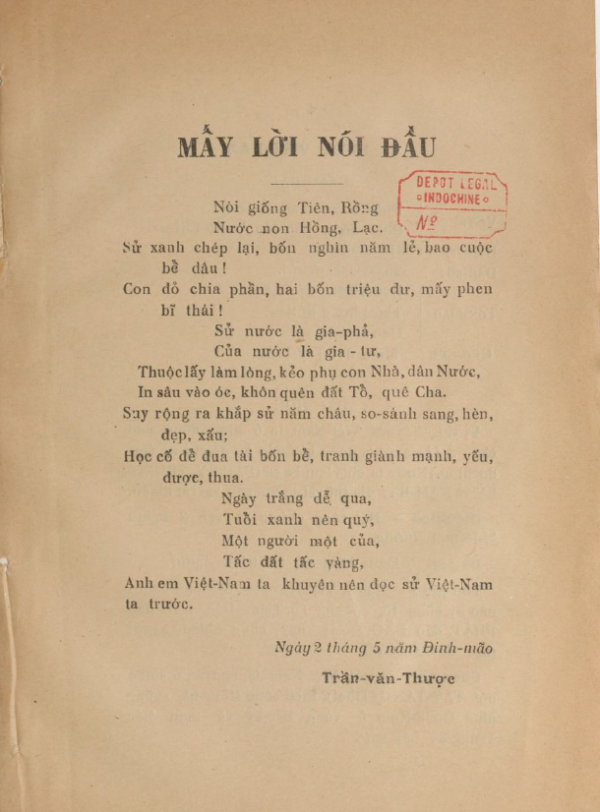 MẤY LỜI NÓI ĐẦU
DEPOT LEGAL
INDOCHINE
Nº
Nòi giống Tiên, Rồng
Nước non Hồng, Lạc.
Sử xanh chép lại, bốn nghìn năm lẻ, bao cuộc
bể dâu !
Con đỏ chia phần, hai bốn triệu dư, mấy phen
bĩ thái !
Sử nước là gia-phả,
Của nước là gia-tư,
Thuộc lấy làm lòng, kẻo phụ con Nhà, dân Nước,
In sâu vào óc, khôn quên đất Tổ, quê Cha.
Suy rộng ra khắp sử năm châu, so-sánh sang, hèn,
đẹp, xấu;
Học cố để đua tài bốn bể, tranh giành mạnh, yếu,
được, thua.
Ngày trắng dễ qua,
Tuổi xanh nên quý,
Một người một của,
Tấc đất tấc vàng,
Anh em Việt-Nam ta khuyên nên đọc sử Việt-Nam
ta trước.
Ngày 2 tháng 5 năm Đinh-mão
Trần-văn-Thược